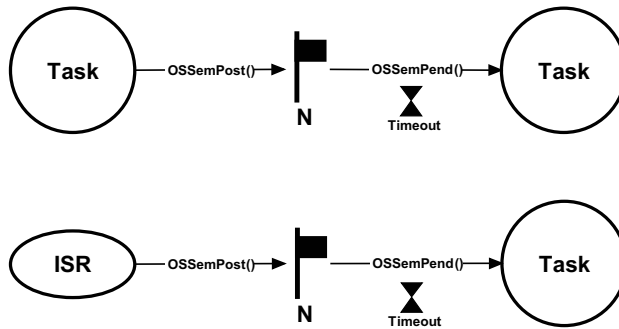 Task
OSSemPost()
OSSemPend()
Task
N
Timeout
ISR
OSSemPost()
OSSemPend()
Task
N
Timeout